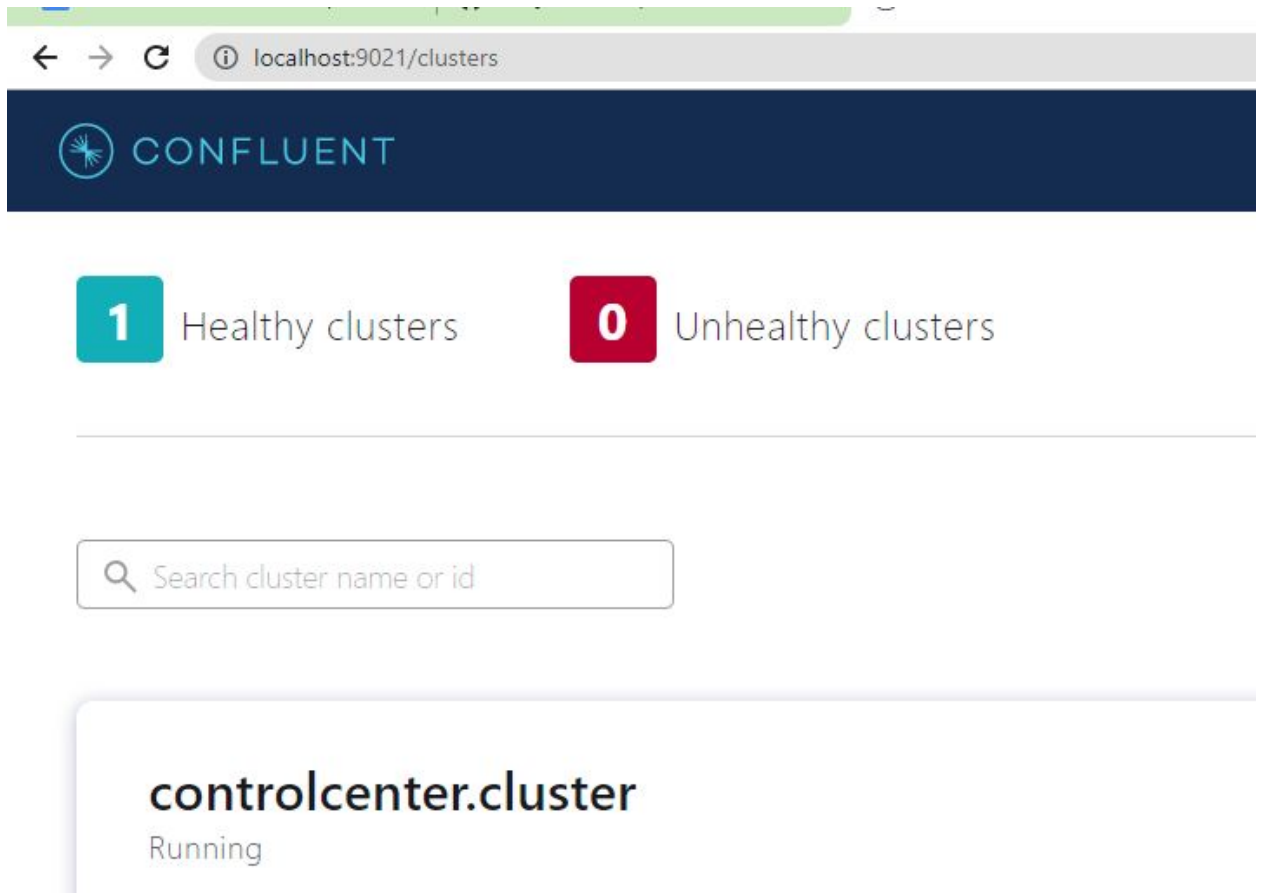 localhost:9021/clusters
CONFLUENT
1 Healthy clusters 0 Unhealthy clusters
Search cluster name or id
controlcenter.cluster
Running